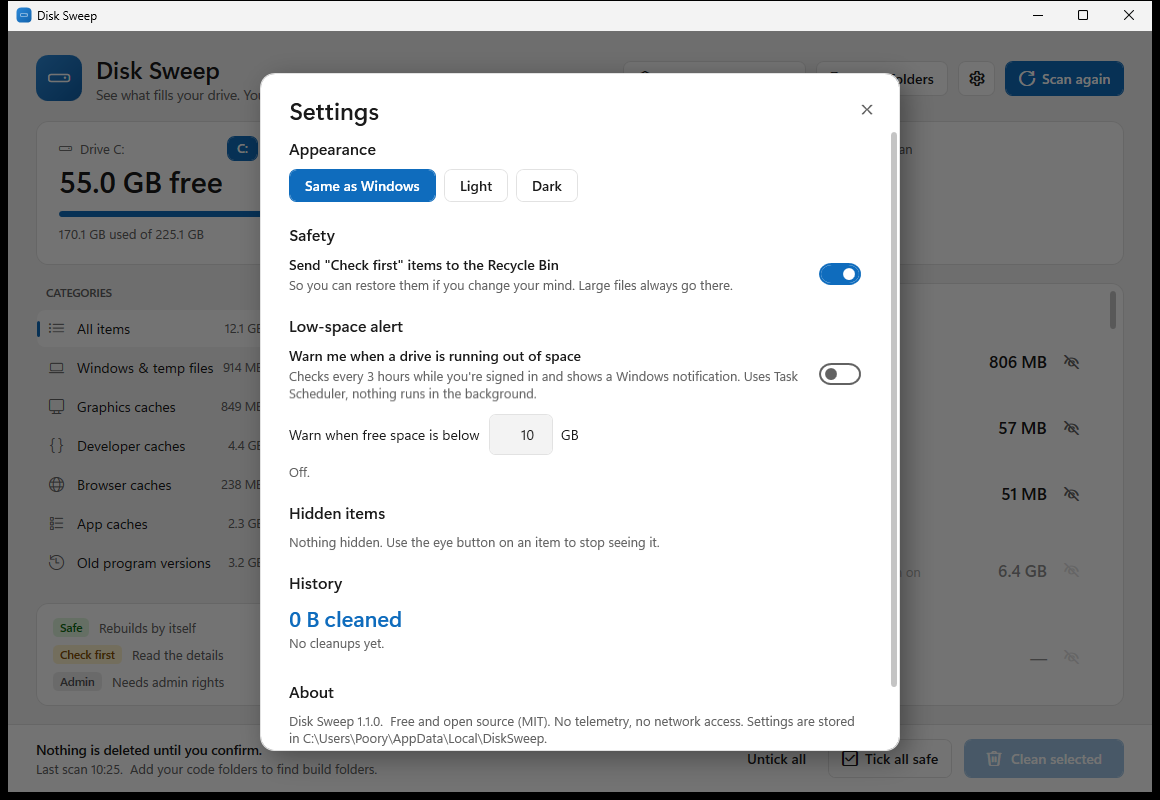 Disk Sweep
Disk Sweep
See what fills your drive. Yo
olders
Scan again
Drive C:
C:
an
55.0 GB free
170.1 GB used of 225.1 GB
CATEGORIES
All items 12.1 GB
Windows & temp files 914 MB
Graphics caches 849 MB
Developer caches 4.4 GB
Browser caches 238 MB
App caches 2.3 GB
Old program versions 3.2 GB
Safe Rebuilds by itself
Check first Read the details
Admin Needs admin rights
Settings
Appearance
Same as Windows Light Dark
Safety
Send "Check first" items to the Recycle Bin
So you can restore them if you change your mind. Large files always go there.
Low-space alert
Warn me when a drive is running out of space
Checks every 3 hours while you're signed in and shows a Windows notification. Uses Task
Scheduler, nothing runs in the background.
Warn when free space is below 10 GB
Off.
Hidden items
Nothing hidden. Use the eye button on an item to stop seeing it.
History
0 B cleaned
No cleanups yet.
About
Disk Sweep 1.1.0. Free and open source (MIT). No telemetry, no network access. Settings are stored
in C:\Users\Poory\AppData\Local\DiskSweep.
806 MB
57 MB
51 MB
on
6.4 GB
—
Nothing is deleted until you confirm.
Last scan 10:25. Add your code folders to find build folders.
Untick all
Tick all safe
Clean selected